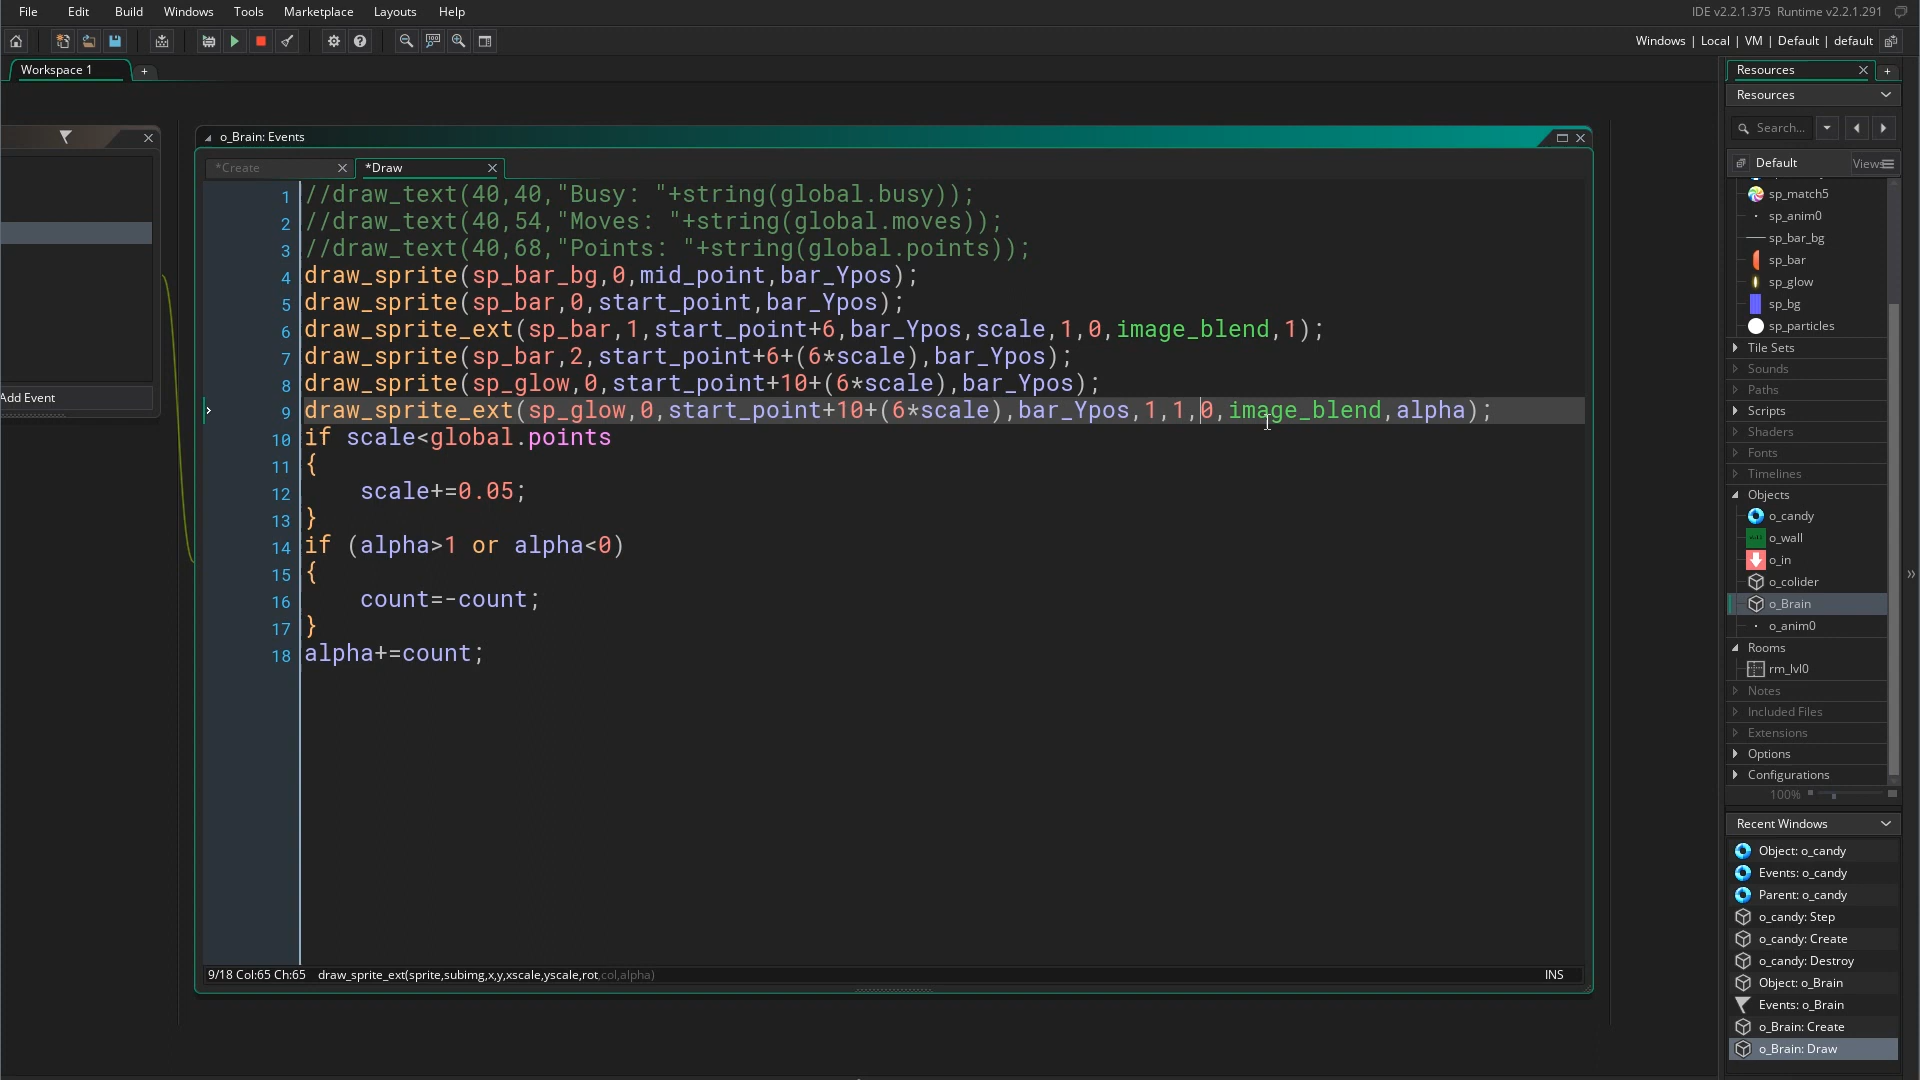 File Edit Build Windows Tools Marketplace Layouts Help
IDE v2.2.1.375 Runtime v2.2.1.291
Windows | Local | VM | Default | default
Workspace 1
+
Add Event
o_Brain: Events
*Create
*Draw
1 //draw_text(40,40,"Busy: "+string(global.busy));
2 //draw_text(40,54,"Moves: "+string(global.moves));
3 //draw_text(40,68,"Points: "+string(global.points));
4 draw_sprite(sp_bar_bg,0,mid_point,bar_Ypos);
5 draw_sprite(sp_bar,0,start_point,bar_Ypos);
6 draw_sprite_ext(sp_bar,1,start_point+6,bar_Ypos,scale,1,0,image_blend,1);
7 draw_sprite(sp_bar,2,start_point+6+(6*scale),bar_Ypos);
8 draw_sprite(sp_glow,0,start_point+10+(6*scale),bar_Ypos);
9 draw_sprite_ext(sp_glow,0,start_point+10+(6*scale),bar_Ypos,1,1,0,image_blend,alpha);
10 if scale<global.points
11 {
12     scale+=0.05;
13 }
14 if (alpha>1 or alpha<0)
15 {
16     count=-count;
17 }
18 alpha+=count;
9/18 Col:65 Ch:65 draw_sprite_ext(sprite,subimg,x,y,xscale,yscale,rot,col,alpha)
INS
Resources
+
Resources
Search...
Default
Views
sp_match5
sp_anim0
sp_bar_bg
sp_bar
sp_glow
sp_bg
sp_particles
Tile Sets
Sounds
Paths
Scripts
Shaders
Fonts
Timelines
Objects
o_candy
o_wall
o_in
o_colider
o_Brain
o_anim0
Rooms
rm_lvl0
Notes
Included Files
Extensions
Options
Configurations
100%
Recent Windows
Object: o_candy
Events: o_candy
Parent: o_candy
o_candy: Step
o_candy: Create
o_candy: Destroy
Object: o_Brain
Events: o_Brain
o_Brain: Create
o_Brain: Draw